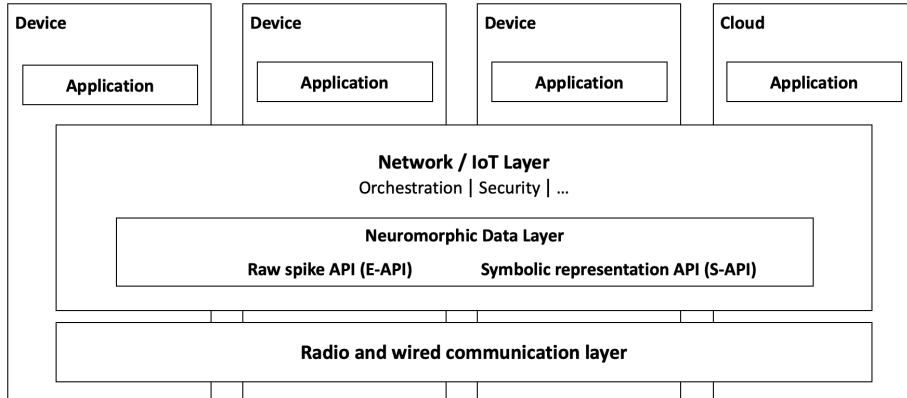 Device
Device
Device
Cloud
Application
Application
Application
Application
Network / IoT Layer
Orchestration | Security | ...
Neuromorphic Data Layer
Raw spike API (E-API)
Symbolic representation API (S-API)
Radio and wired communication layer